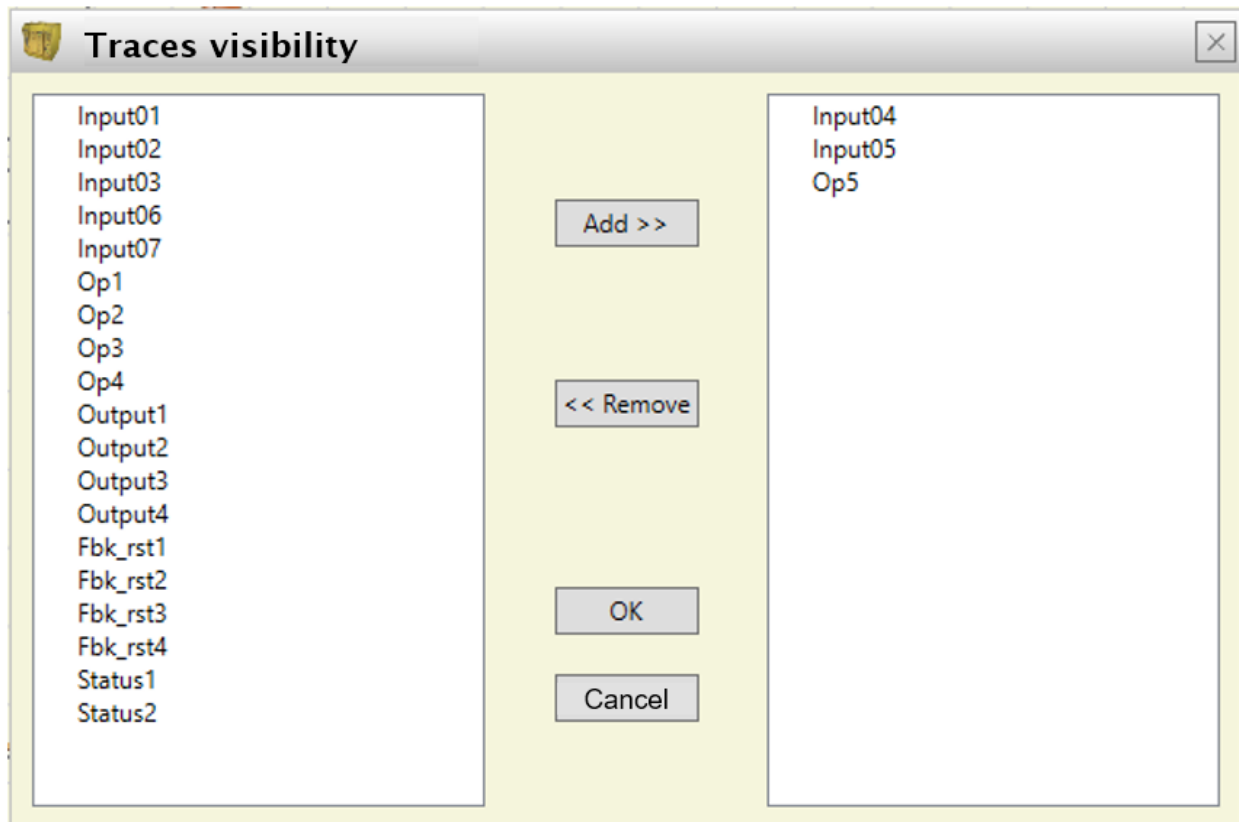 Traces visibility
Input01
Input02
Input03
Input06
Input07
Op1
Op2
Op3
Op4
Output1
Output2
Output3
Output4
Fbk_rst1
Fbk_rst2
Fbk_rst3
Fbk_rst4
Status1
Status2
Add >>
<< Remove
OK
Cancel
Input04
Input05
Op5